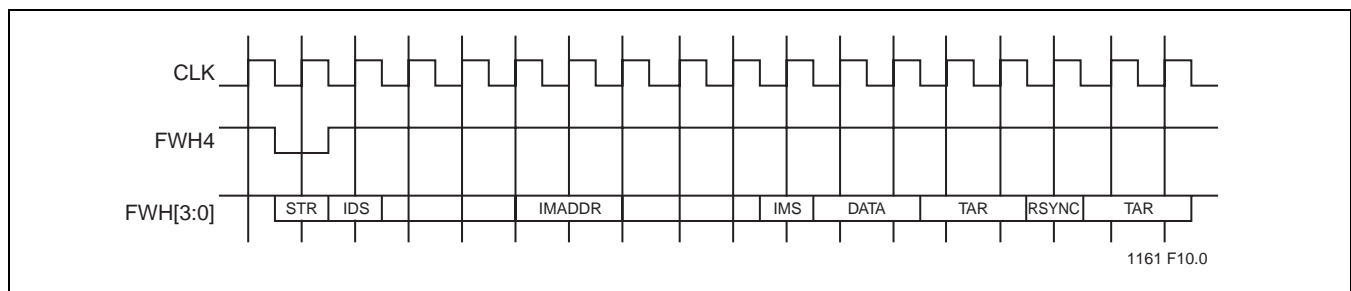 CLK
FWH4
FWH[3:0]
STR IDS IMADDR IMS DATA TAR RSYNC TAR
1161 F10.0